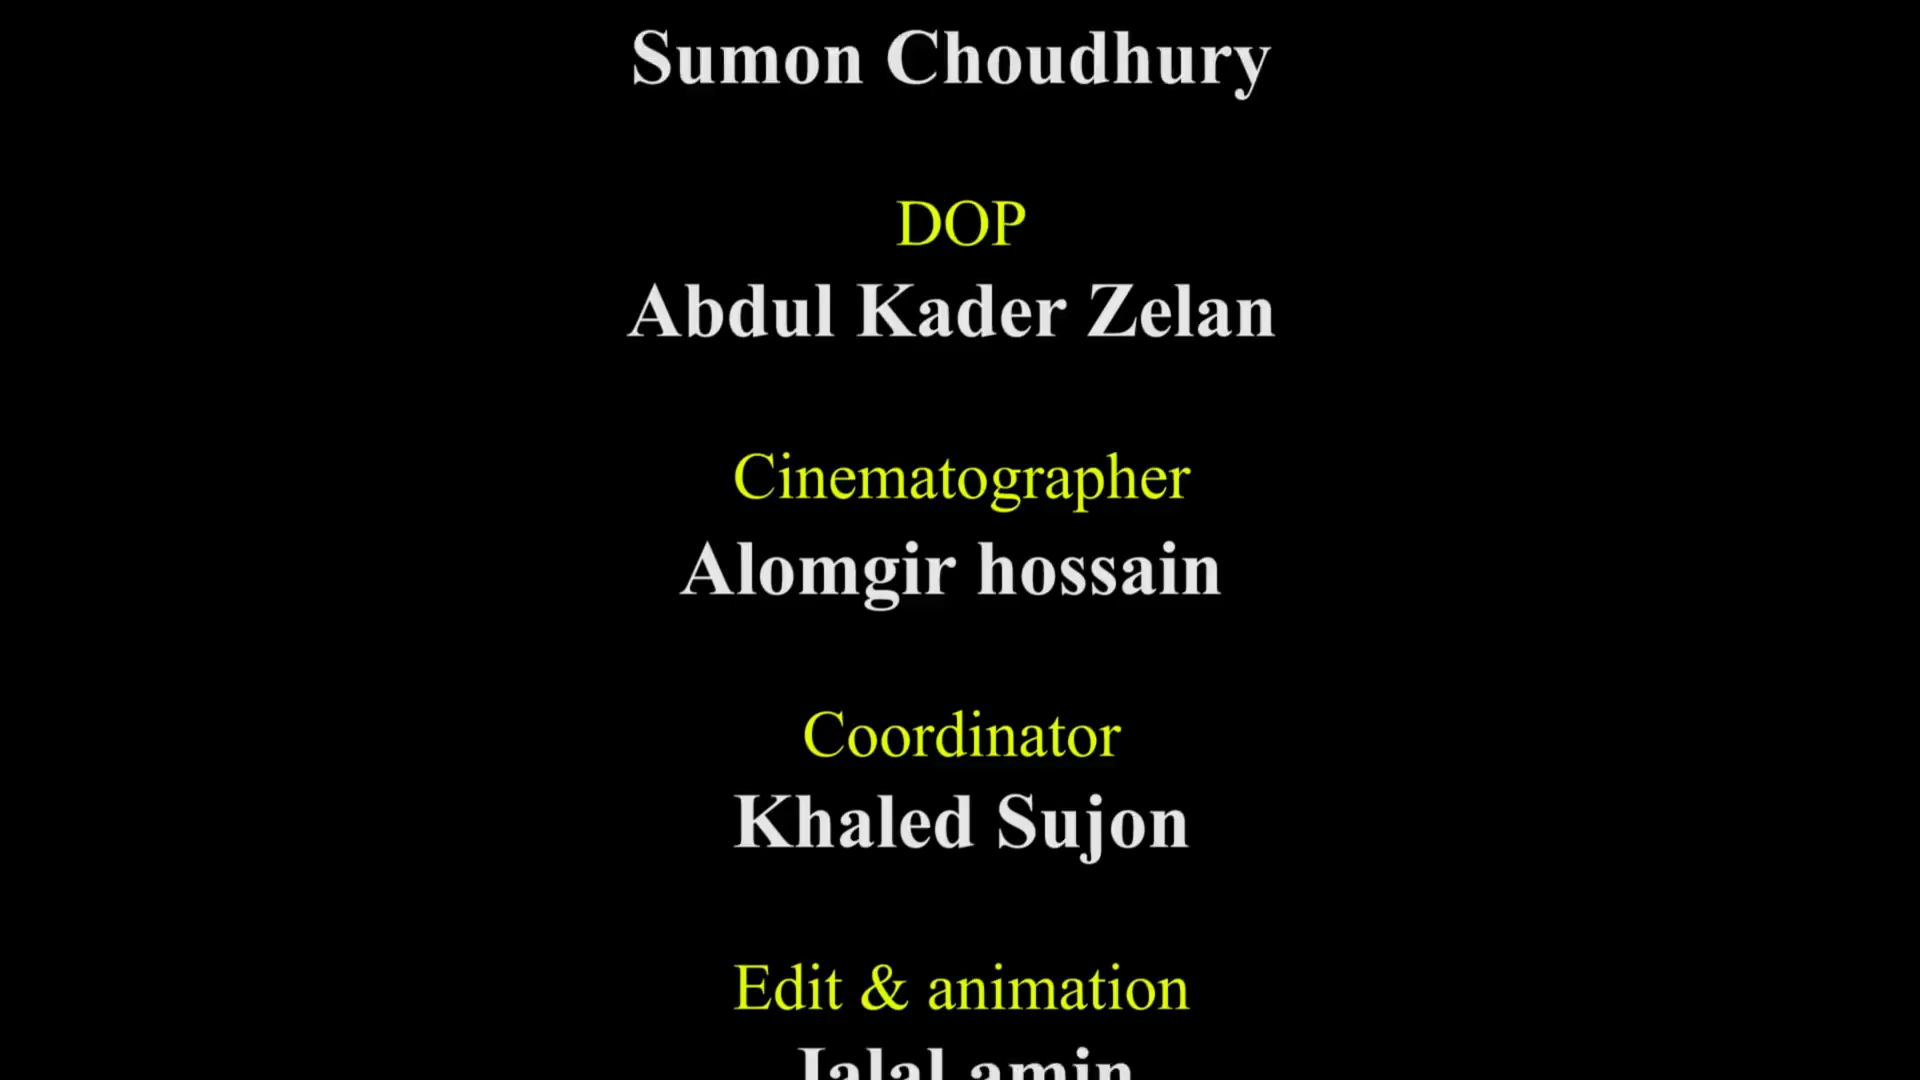 Sumon Choudhury
DOP
Abdul Kader Zelan
Cinematographer
Alomgir hossain
Coordinator
Khaled Sujon
Edit & animation
Jalal amin